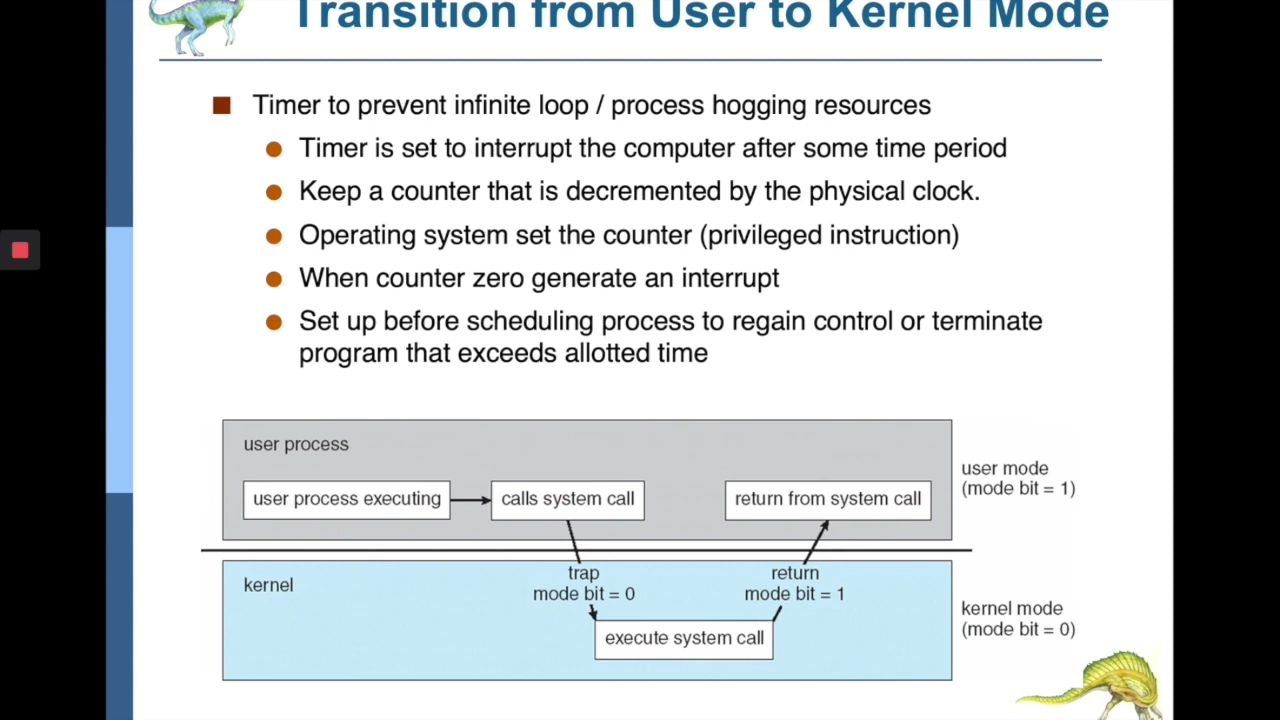 Transition from User to Kernel Mode
Timer to prevent infinite loop / process hogging resources
Timer is set to interrupt the computer after some time period
Keep a counter that is decremented by the physical clock.
Operating system set the counter (privileged instruction)
When counter zero generate an interrupt
Set up before scheduling process to regain control or terminate
program that exceeds allotted time
user process
user process executing
calls system call
return from system call
user mode
(mode bit = 1)
kernel
trap
mode bit = 0
return
mode bit = 1
execute system call
kernel mode
(mode bit = 0)